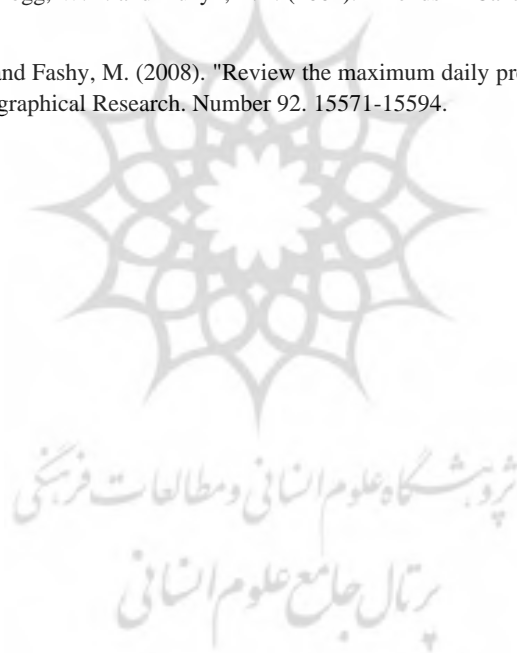 and Fashy, M. (2008). "Review the maximum daily pre
graphical Research. Number 92. 15571-15594.
پژوهشگاه علوم انسانی و مطالعات فرهنگی
پرتال جامع علوم انسانی